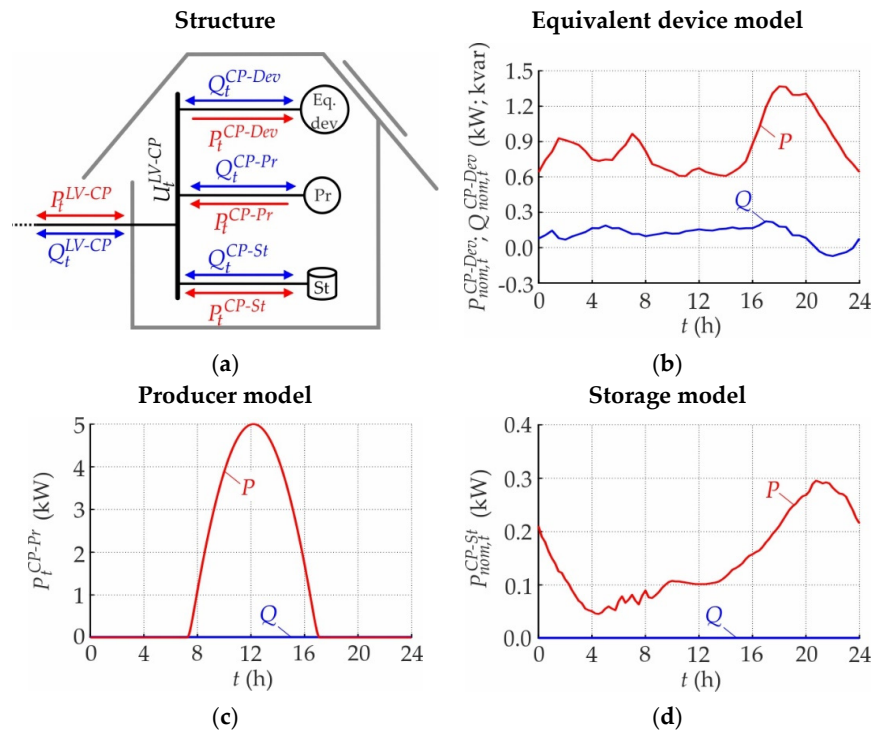 Structure
Q_t^{CP-Dev}
Eq.
dev
P_t^{CP-Dev}
U_t^{LV-CP}
Q_t^{CP-Pr}
Pr
P_t^{CP-Pr}
P_t^{LV-CP}
Q_t^{LV-CP}
Q_t^{CP-St}
St
P_t^{CP-St}
(a)
Equivalent device model
P_{nom,t}^{CP-Dev}; Q_{nom,t}^{CP-Dev} (kW; kvar)
1.5
1.2
0.9
0.6
0.3
0.0
-0.3
P
Q
0 4 8 12 16 20 24
t (h)
(b)
Producer model
P_t^{CP-Pr} (kW)
5
4
3
2
1
0
P
Q
0 4 8 12 16 20 24
t (h)
(c)
Storage model
P_{nom,t}^{CP-St} (kW)
0.4
0.3
0.2
0.1
0.0
P
Q
0 4 8 12 16 20 24
t (h)
(d)